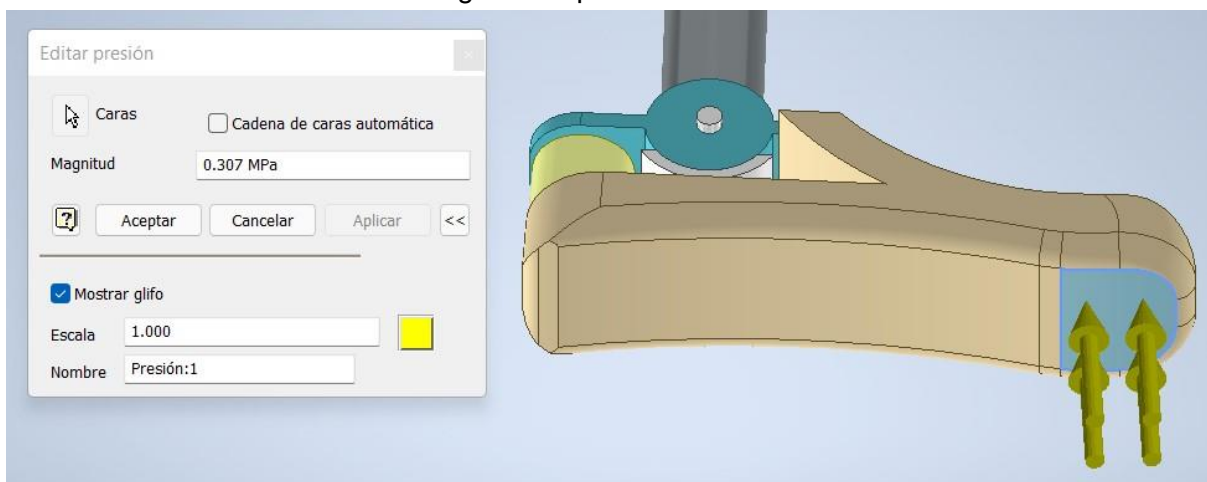 Editar presión
Caras
Cadena de caras automática
Magnitud
0.307 MPa
Aceptar
Cancelar
Aplicar
<<
Mostrar glifo
Escala
1.000
Nombre
Presión:1